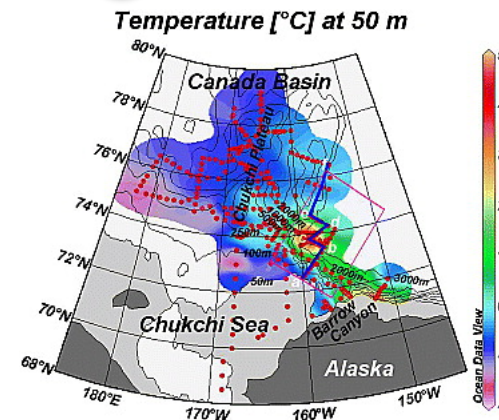 Temperature [°C] at 50 m
80°N
Canada Basin
78°N
Chukchi Plateau
76°N
74°N
250m
100m
72°N
50m
2000m
3000m
70°N
Chukchi Sea
Barrow
Canyon
68°N
Alaska
180°E
170°W
160°W
150°W
Ocean Data View